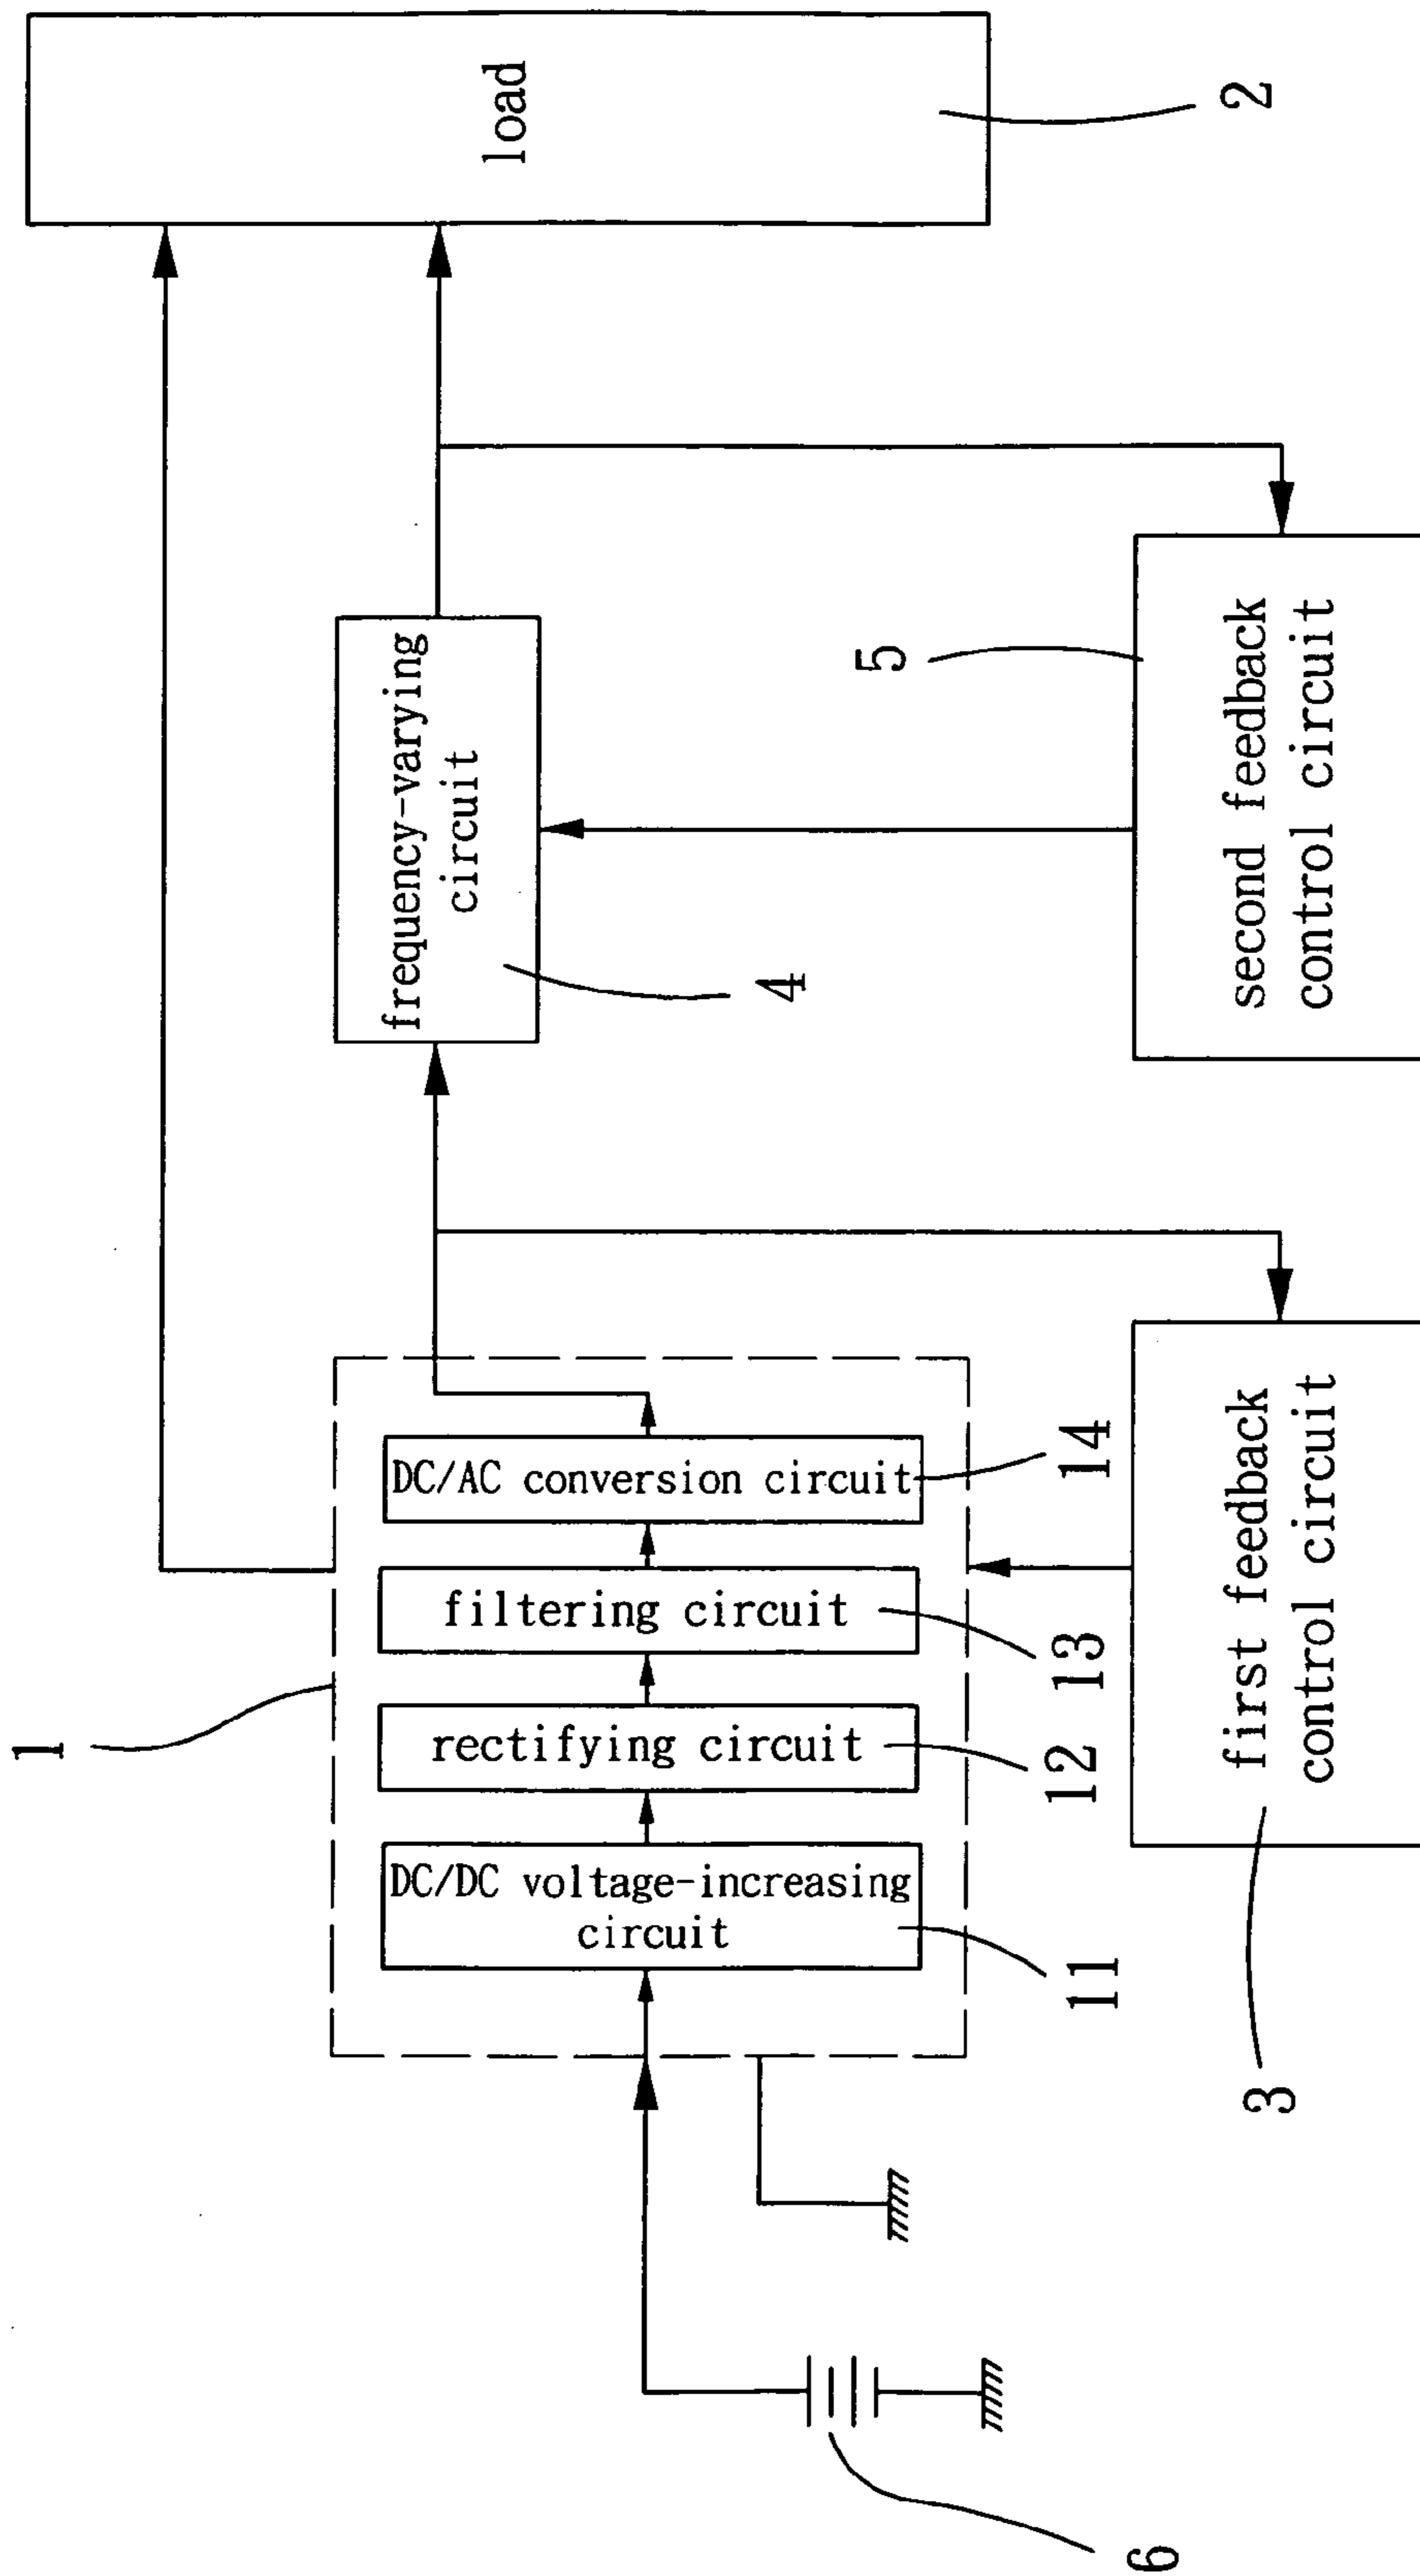 load
2
frequency-varying
circuit
4
5
second feedback
control circuit
1
DC/AC conversion circuit
14
filtering circuit
13
rectifying circuit
12
DC/DC voltage-increasing
circuit
11
first feedback
control circuit
3
6